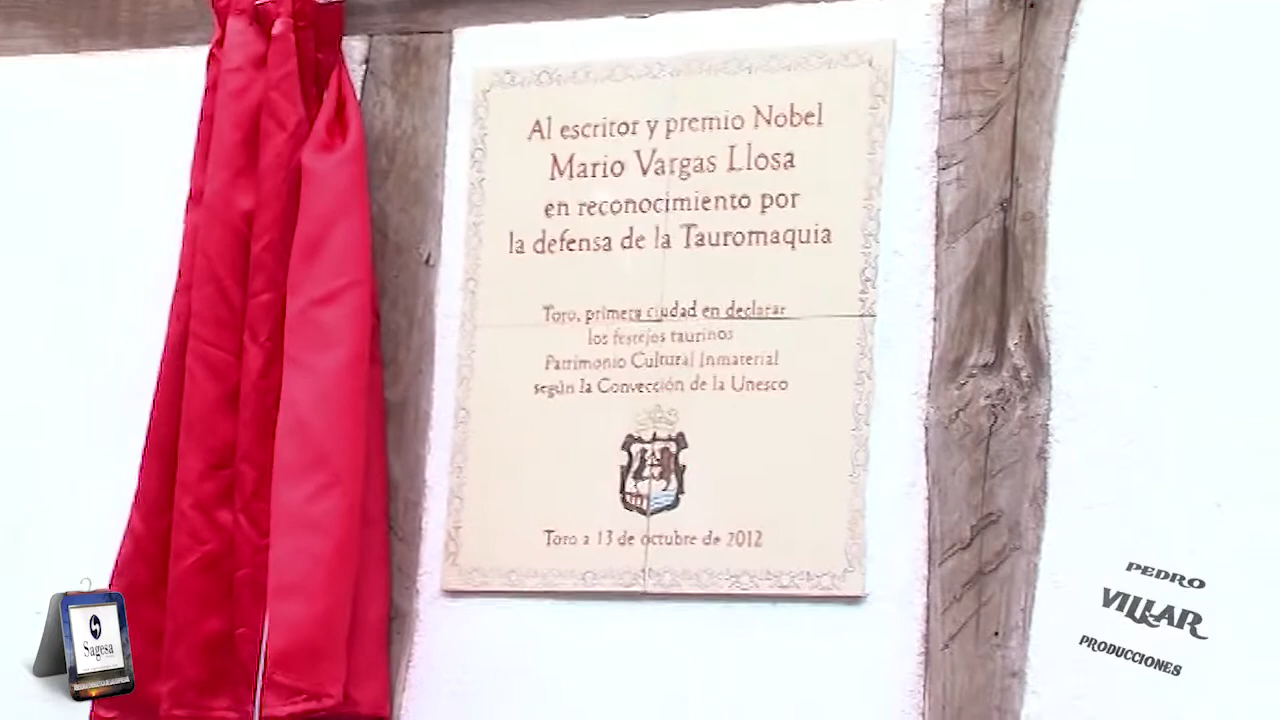 Al escritor y premio Nobel
Mario Vargas Llosa
en reconocimiento por
la defensa de la Tauromaquia
Toro, primera ciudad en declarar
los festejos taurinos
Patrimonio Cultural Inmaterial
según la Convección de la Unesco
Toro a 13 de octubre de 2012
Sagesa
PEDRO
VILLAR
PRODUCCIONES